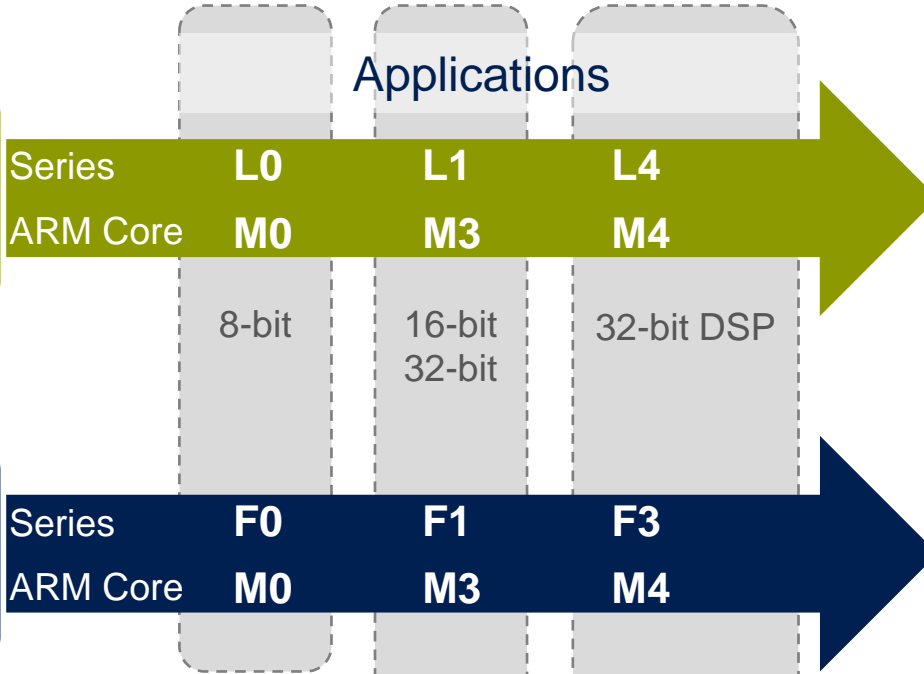 Applications
Series L0 L1 L4
ARM Core M0 M3 M4
8-bit 16-bit 32-bit DSP
32-bit
Series F0 F1 F3
ARM Core M0 M3 M4